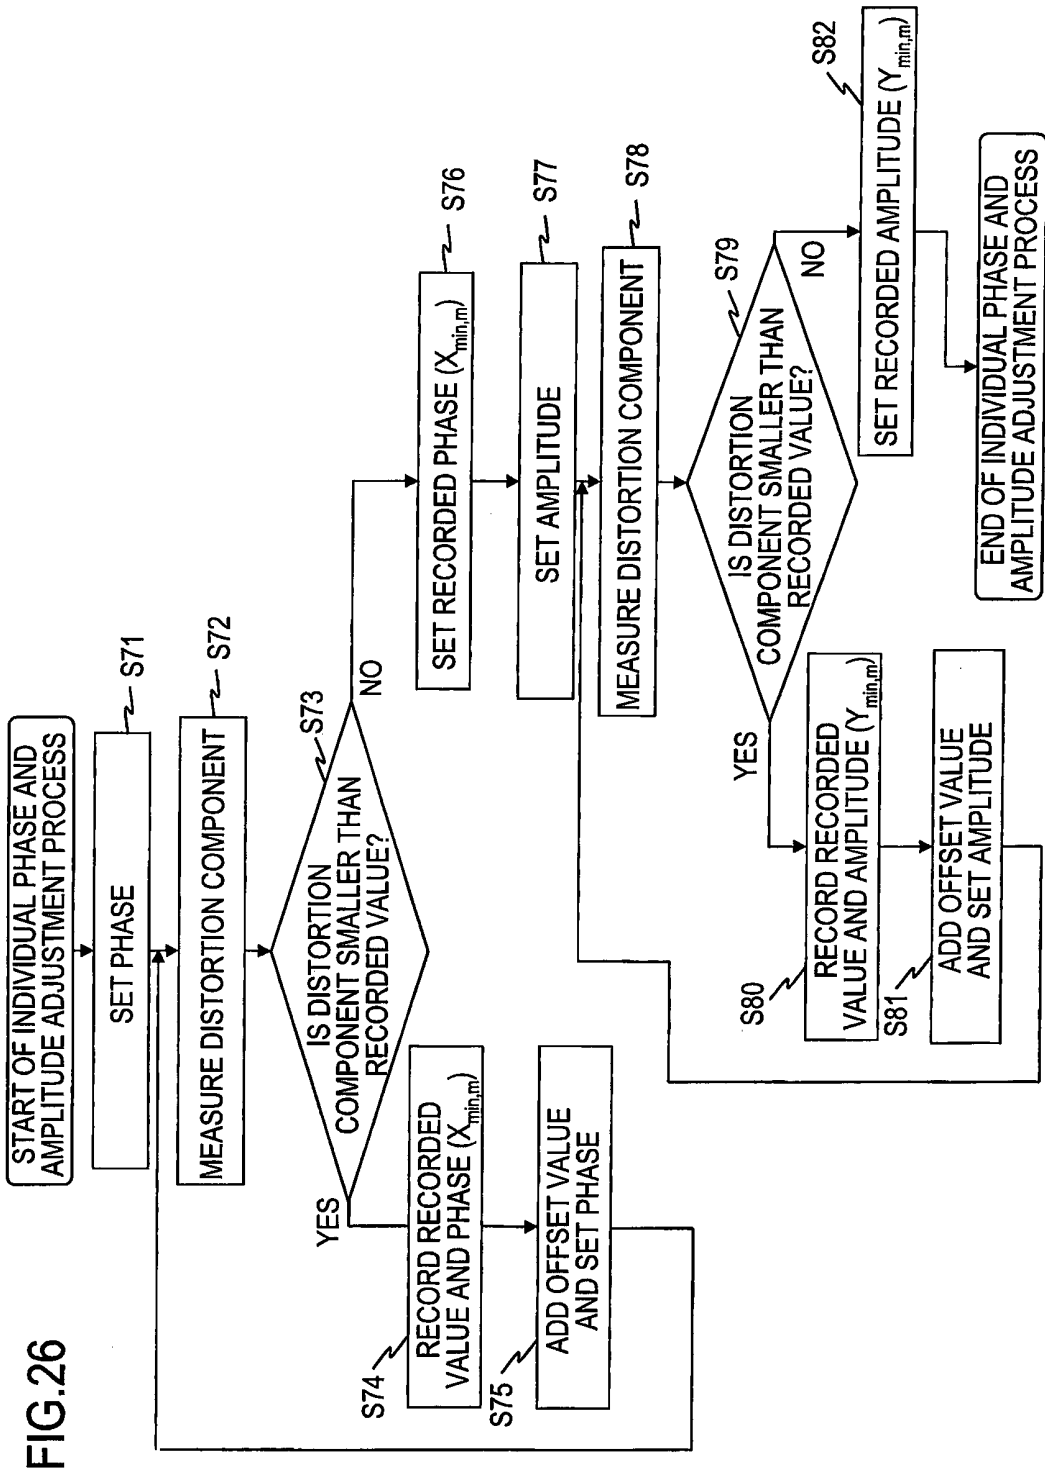 FIG.26
START OF INDIVIDUAL PHASE AND
AMPLITUDE ADJUSTMENT PROCESS
SET PHASE
S71
MEASURE DISTORTION COMPONENT
S72
IS DISTORTION
COMPONENT SMALLER THAN
RECORDED VALUE?
S73
YES
NO
RECORD RECORDED
VALUE AND PHASE (Xmin,m)
S74
ADD OFFSET VALUE
AND SET PHASE
S75
SET RECORDED PHASE (Xmin,m)
S76
SET AMPLITUDE
S77
MEASURE DISTORTION COMPONENT
S78
IS DISTORTION
COMPONENT SMALLER THAN
RECORDED VALUE?
S79
YES
NO
RECORD RECORDED
VALUE AND AMPLITUDE (Ymin,m)
S80
ADD OFFSET VALUE
AND SET AMPLITUDE
S81
SET RECORDED AMPLITUDE (Ymin,m)
S82
END OF INDIVIDUAL PHASE AND
AMPLITUDE ADJUSTMENT PROCESS